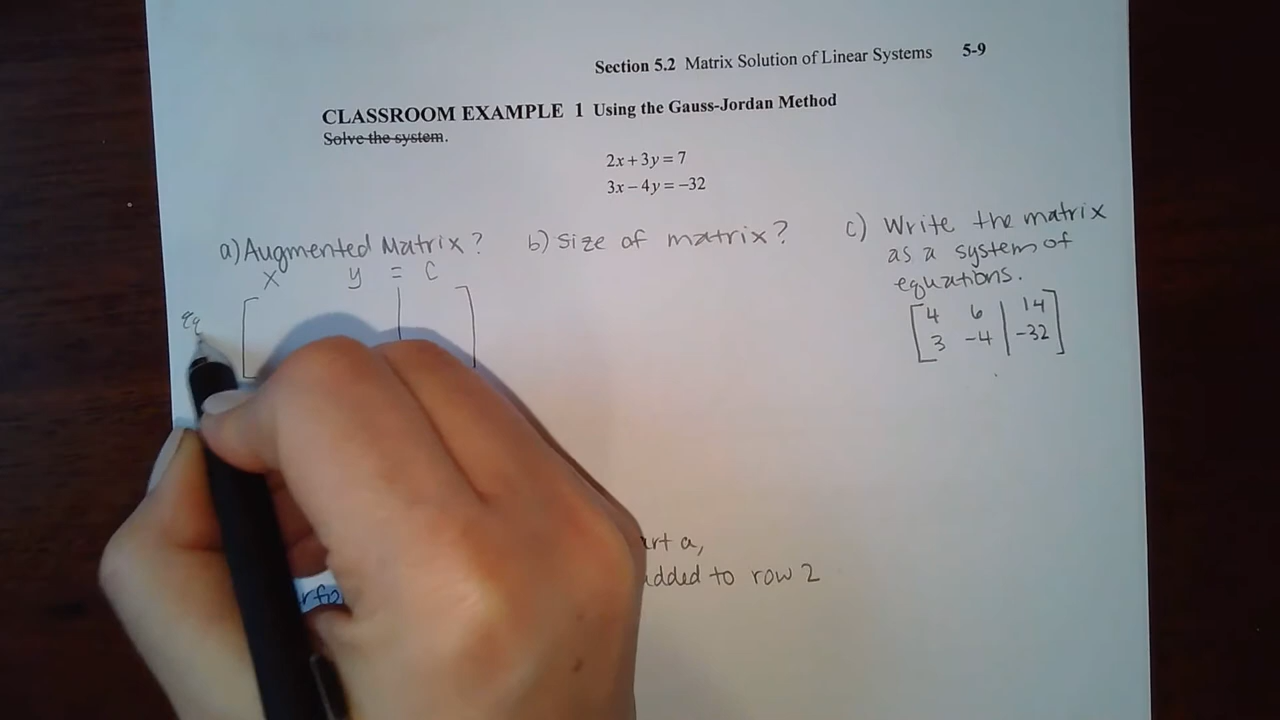 Section 5.2 Matrix Solution of Linear Systems 5-9
CLASSROOM EXAMPLE 1 Using the Gauss-Jordan Method
Solve the system.
2x + 3y = 7
3x – 4y = –32
a) Augmented Matrix?
x y = C
eq
b) Size of matrix?
c) Write the matrix
as a system of
equations.
4 6 | 14
3 -4 | -32
a,
added to row 2